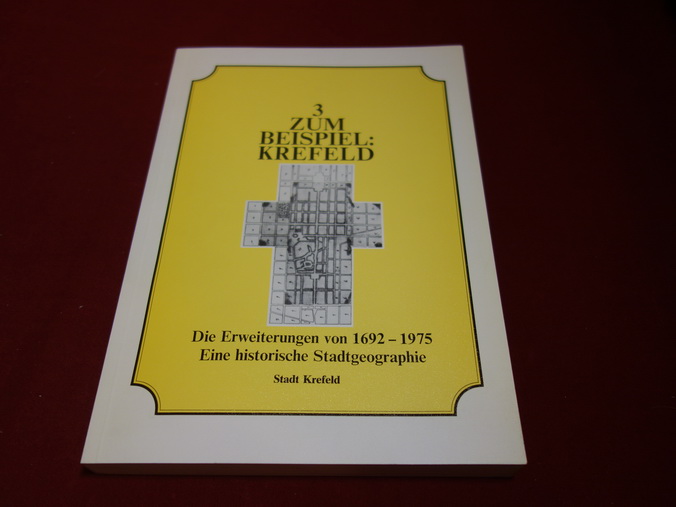 3
ZUM
BEISPIEL:
KREFELD
Die Erweiterungen von 1692 – 1975
Eine historische Stadtgeographie
Stadt Krefeld